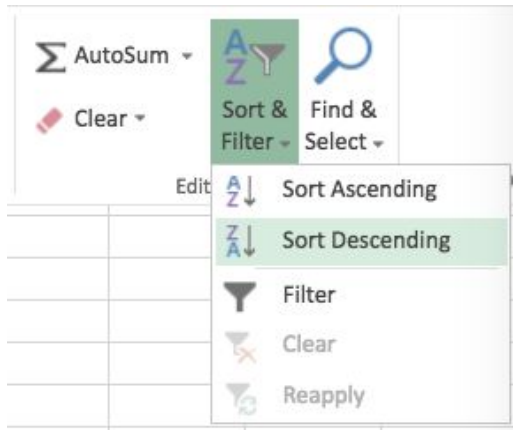 AutoSum
Clear
Sort &
Filter
Find &
Select
Edit
Sort Ascending
Sort Descending
Filter
Clear
Reapply